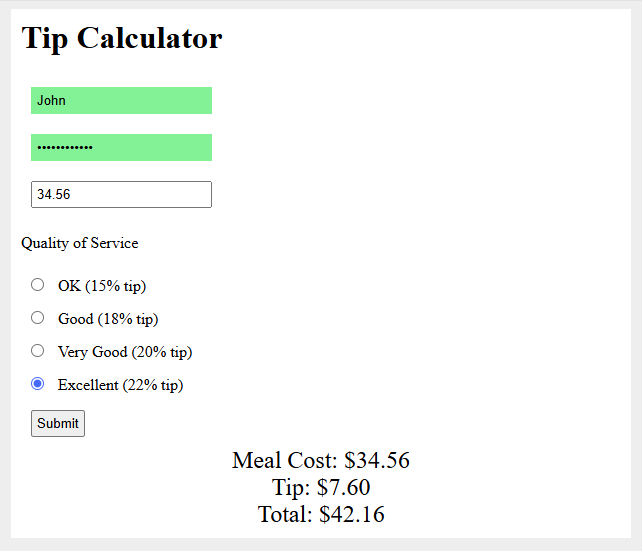 Tip Calculator
John
••••••••••••
34.56
Quality of Service
OK (15% tip)
Good (18% tip)
Very Good (20% tip)
Excellent (22% tip)
Submit
Meal Cost: $34.56
Tip: $7.60
Total: $42.16